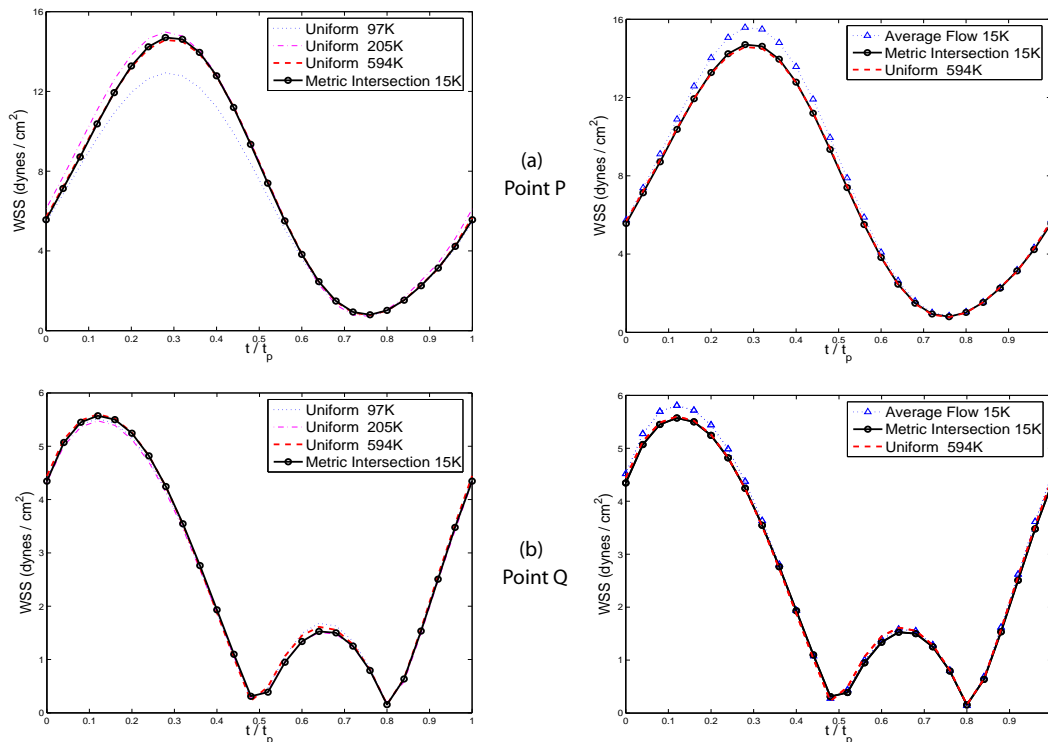 16
12
8
4
0
WSS (dynes / cm²)
0 0.1 0.2 0.3 0.4 0.5 0.6 0.7 0.8 0.9 1
t / tₚ
Uniform 97K
Uniform 205K
Uniform 594K
Metric Intersection 15K
(a)
Point P
16
12
8
4
0
WSS (dynes / cm²)
0 0.1 0.2 0.3 0.4 0.5 0.6 0.7 0.8 0.9
t / tₚ
Average Flow 15K
Metric Intersection 15K
Uniform 594K
6
5
4
3
2
1
0
WSS (dynes / cm²)
0 0.1 0.2 0.3 0.4 0.5 0.6 0.7 0.8 0.9 1
t / tₚ
Uniform 97K
Uniform 205K
Uniform 594K
Metric Intersection 15K
(b)
Point Q
6
5
4
3
2
1
0
WSS (dynes / cm²)
0 0.1 0.2 0.3 0.4 0.5 0.6 0.7 0.8 0.9
t / tₚ
Average Flow 15K
Metric Intersection 15K
Uniform 594K